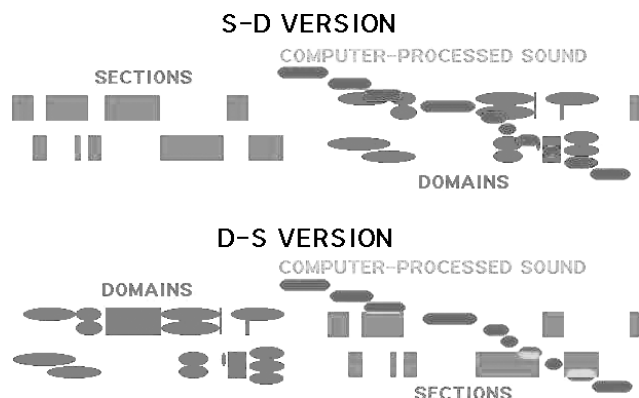 S-D VERSION
COMPUTER-PROCESSED SOUND
SECTIONS
DOMAINS
D-S VERSION
COMPUTER-PROCESSED SOUND
DOMAINS
SECTIONS